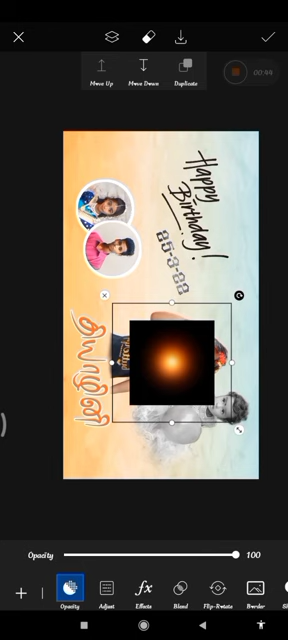 Move Up
Move Down
Duplicate
Happy
Birthday!
Opacity
100
Opacity
Adjust
Effects
Blend
Flip-Rotate
Border